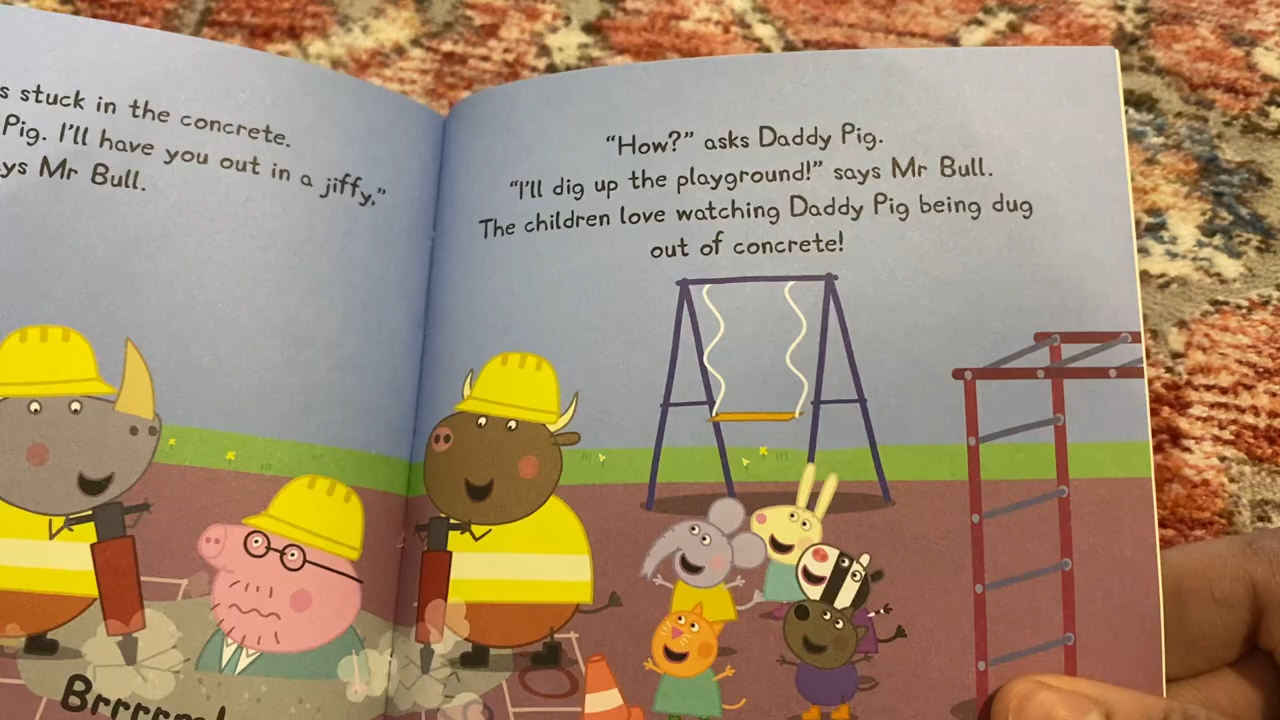 s stuck in the concrete.
Pig. I'll have you out in a jiffy,"
ys Mr Bull.
"How?" asks Daddy Pig.
"I'll dig up the playground!" says Mr Bull.
The children love watching Daddy Pig being dug
out of concrete!